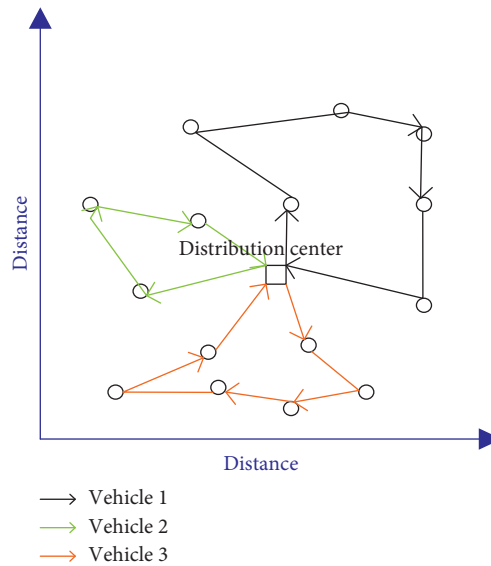 Distance
Distribution center
Distance
Vehicle 1
Vehicle 2
Vehicle 3